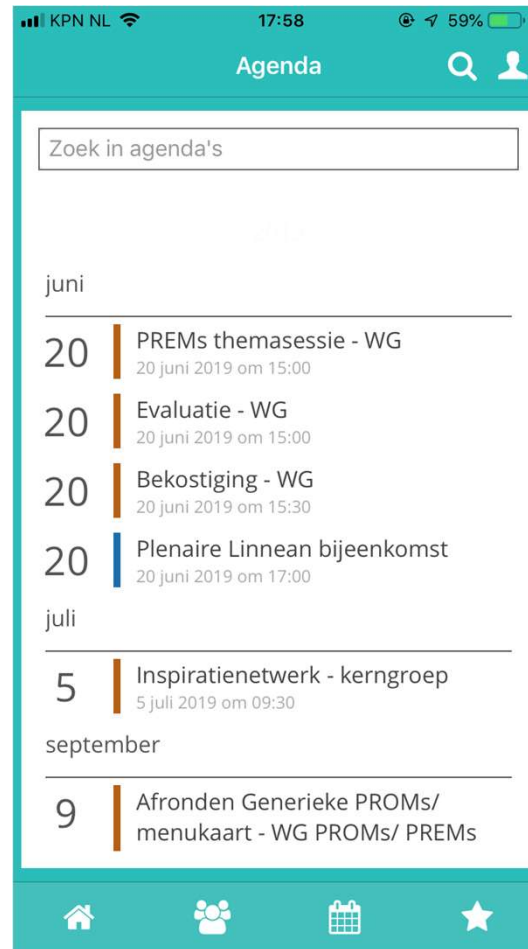 KPN NL 17:58 59%
Agenda
Zoek in agenda's
juni
20 PREMs themasessie - WG
20 juni 2019 om 15:00
20 Evaluatie - WG
20 juni 2019 om 15:00
20 Bekostiging - WG
20 juni 2019 om 15:30
20 Plenaire Linnean bijeenkomst
20 juni 2019 om 17:00
juli
5 Inspiratienetwerk - kerngroep
5 juli 2019 om 09:30
september
9 Afronden Generieke PROMs/
menukaart - WG PROMs/ PREMs